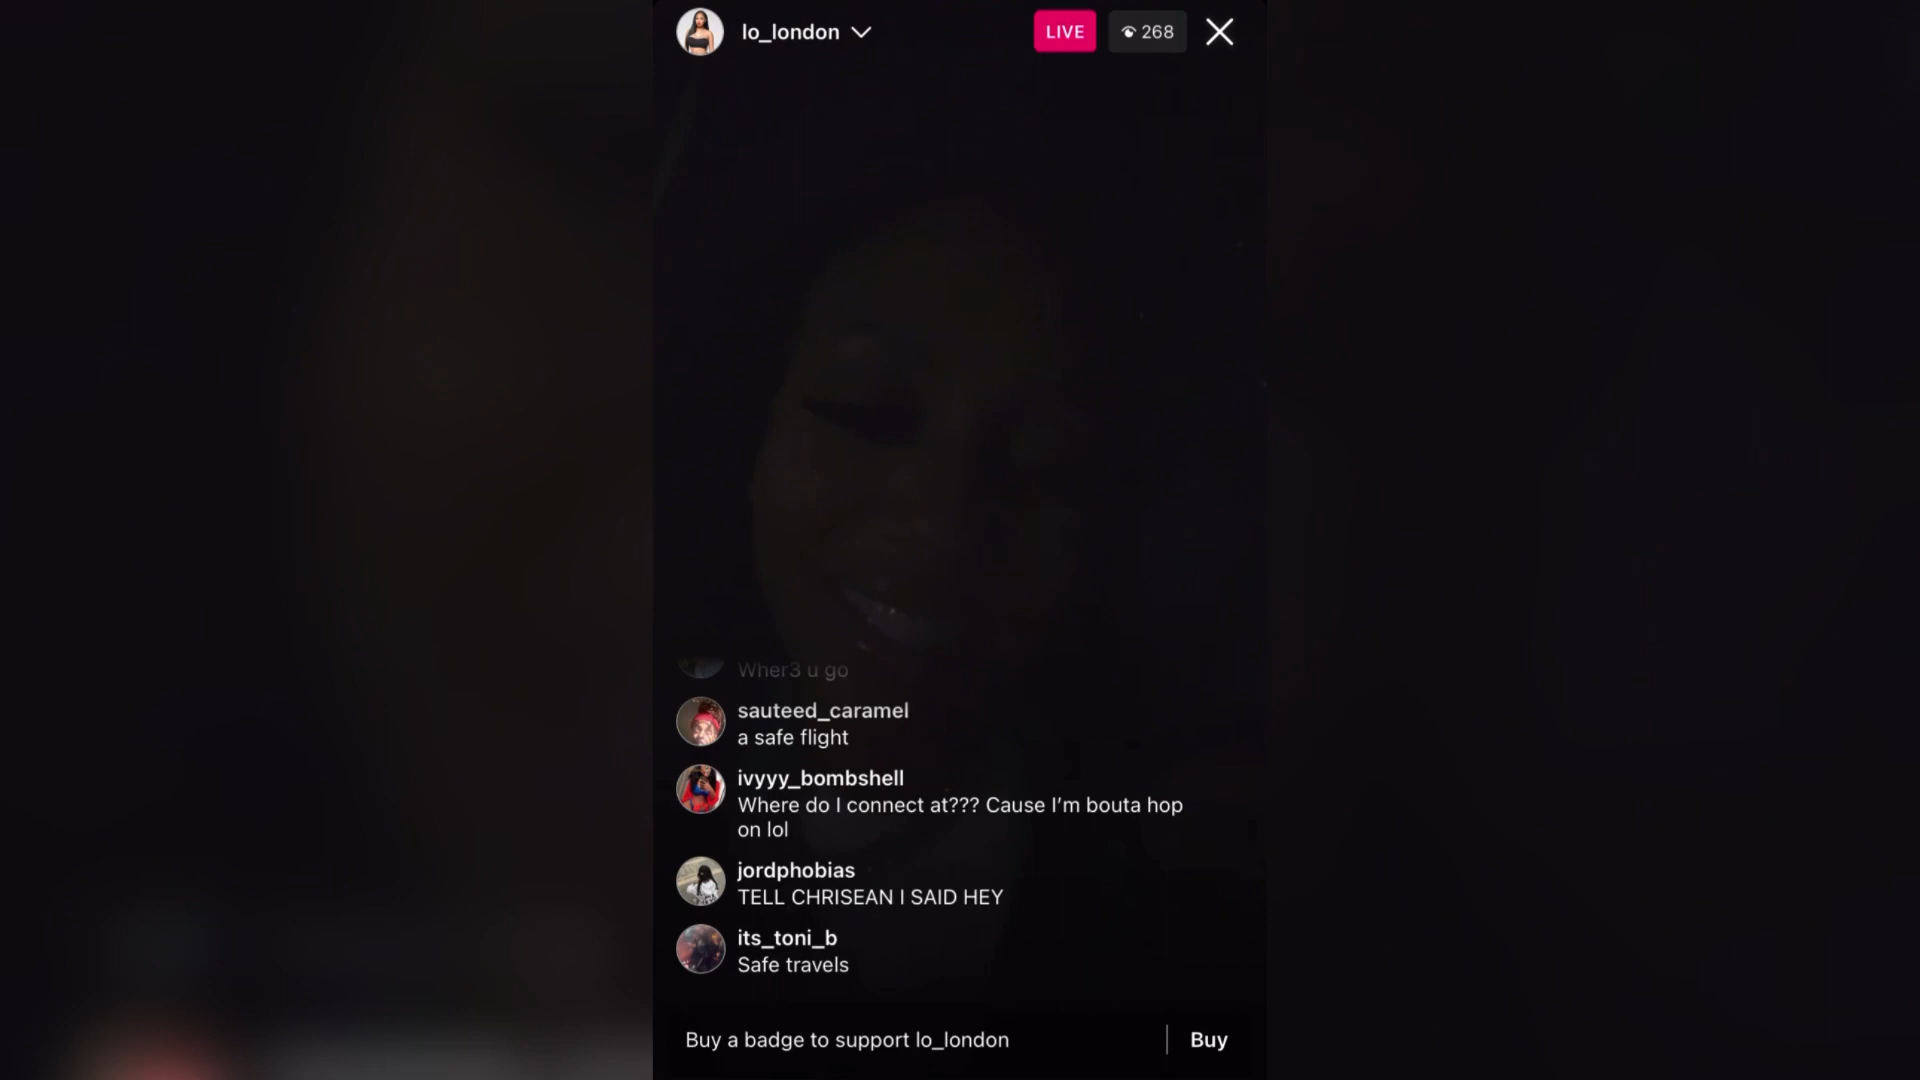 lo_london
LIVE
268
Wher3 u go
sauteed_caramel
a safe flight
ivyyy_bombshell
Where do I connect at??? Cause I’m bouta hop
on lol
jordphobias
TELL CHRISEAN I SAID HEY
its_toni_b
Safe travels
Buy a badge to support lo_london
Buy